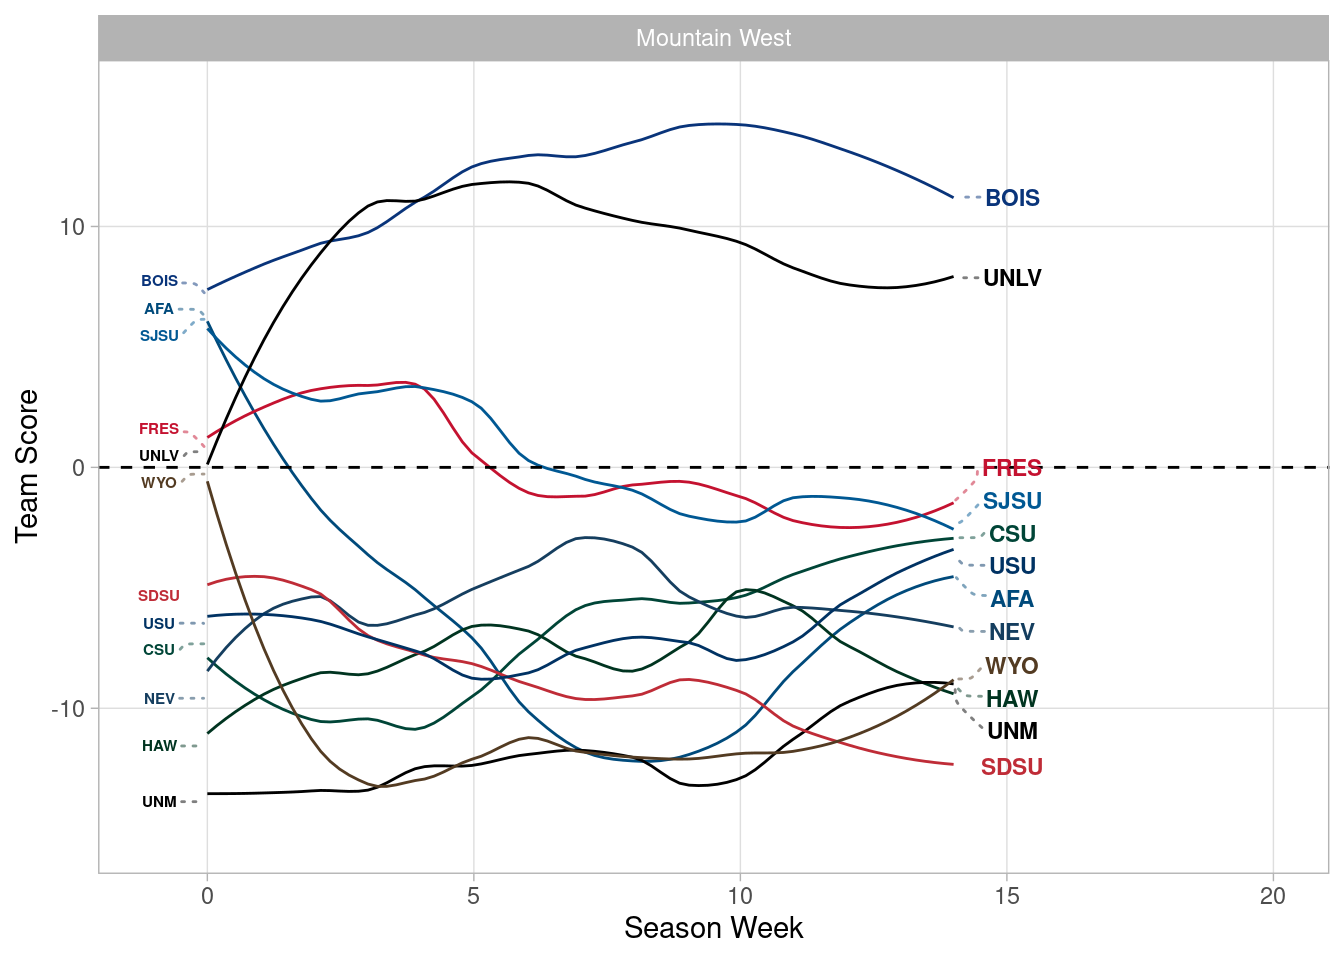 Mountain West
Team Score
10
0
-10
BOIS
AFA
SJSU
FRES
UNLV
WYO
SDSU
USU
CSU
NEV
HAW
UNM
BOIS
UNLV
FRES
SJSU
CSU
USU
AFA
NEV
WYO
HAW
UNM
SDSU
0 5 10 15 20
Season Week